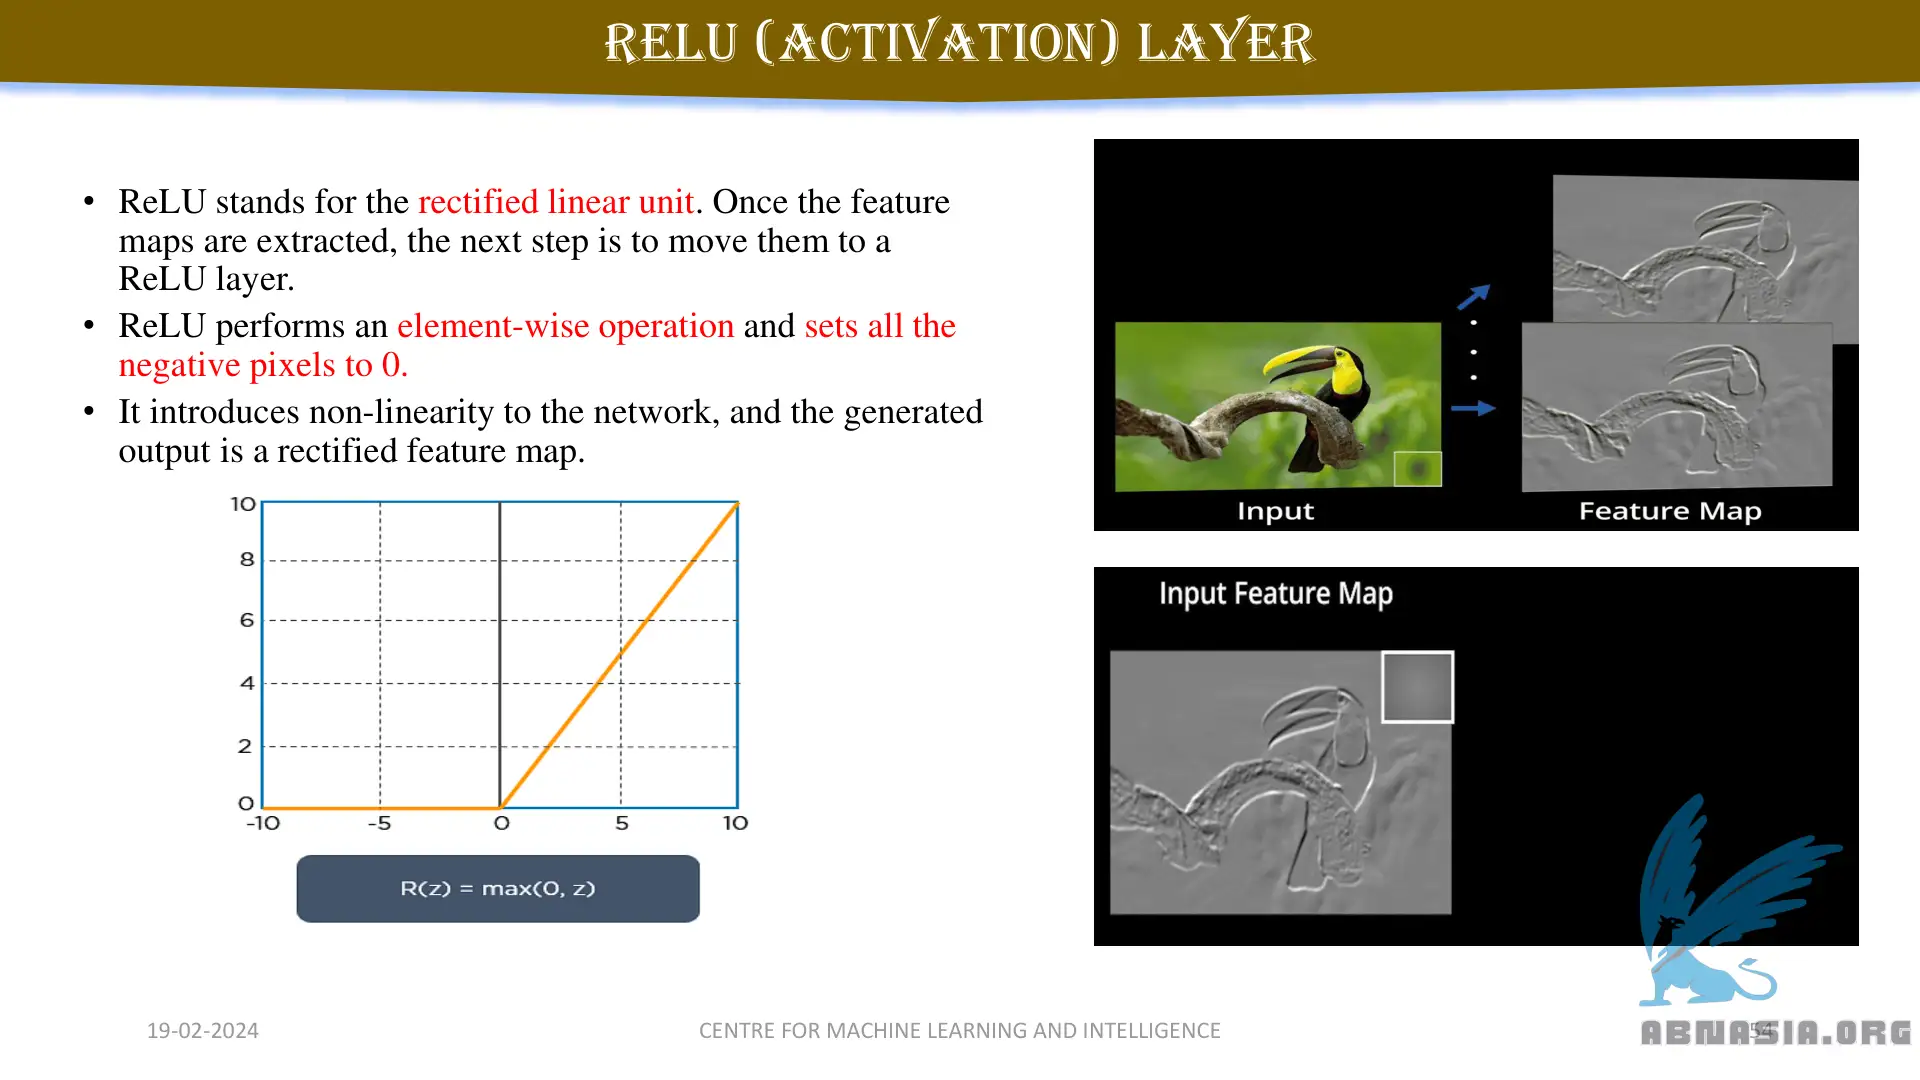 RELU (ACTIVATION) LAYER
• ReLU stands for the rectified linear unit. Once the feature
maps are extracted, the next step is to move them to a
ReLU layer.
• ReLU performs an element-wise operation and sets all the
negative pixels to 0.
• It introduces non-linearity to the network, and the generated
output is a rectified feature map.
10
8
6
4
2
0
-10 -5 0 5 10
R(z) = max(0, z)
Input
Feature Map
Input Feature Map
19-02-2024
CENTRE FOR MACHINE LEARNING AND INTELLIGENCE
54
ABNASIA.ORG